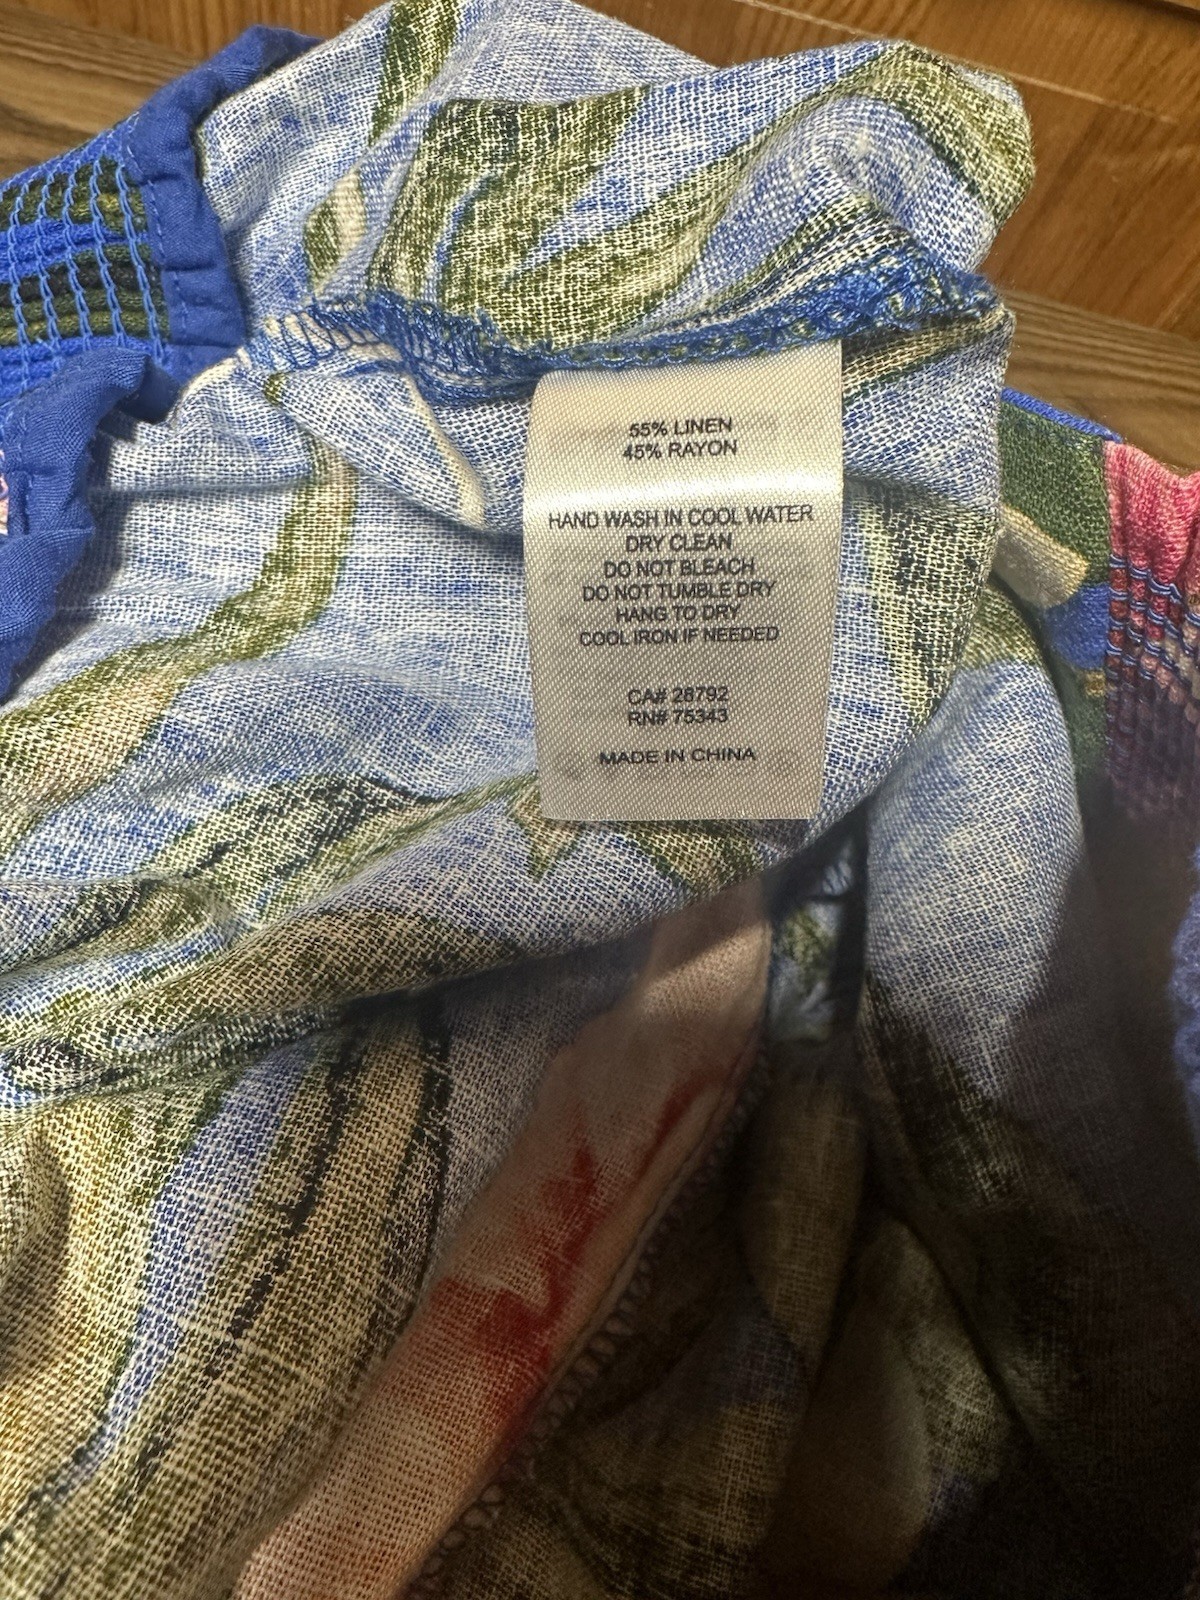 55% LINEN
45% RAYON
HAND WASH IN COOL WATER
DRY CLEAN
DO NOT BLEACH
DO NOT TUMBLE DRY
HANG TO DRY
COOL IRON IF NEEDED
CA# 28792
RN# 75343
MADE IN CHINA